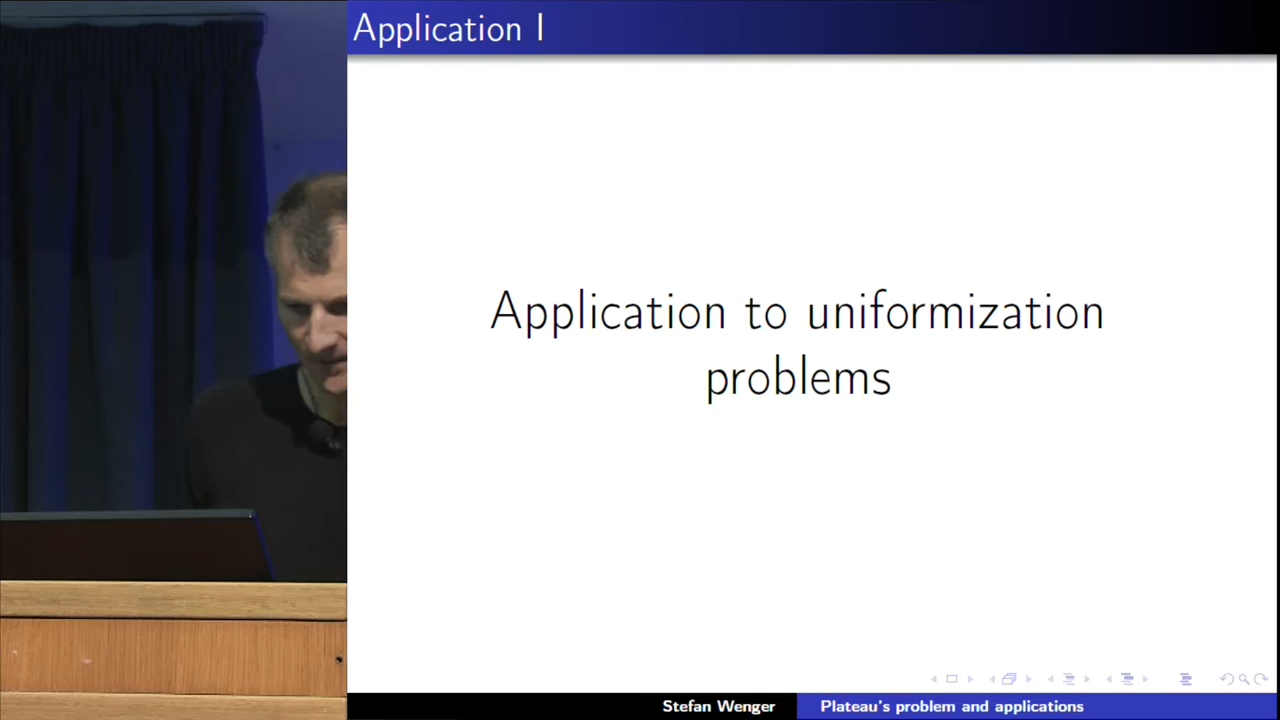 Application I
Application to uniformization
problems
Stefan Wenger
Plateau's problem and applications